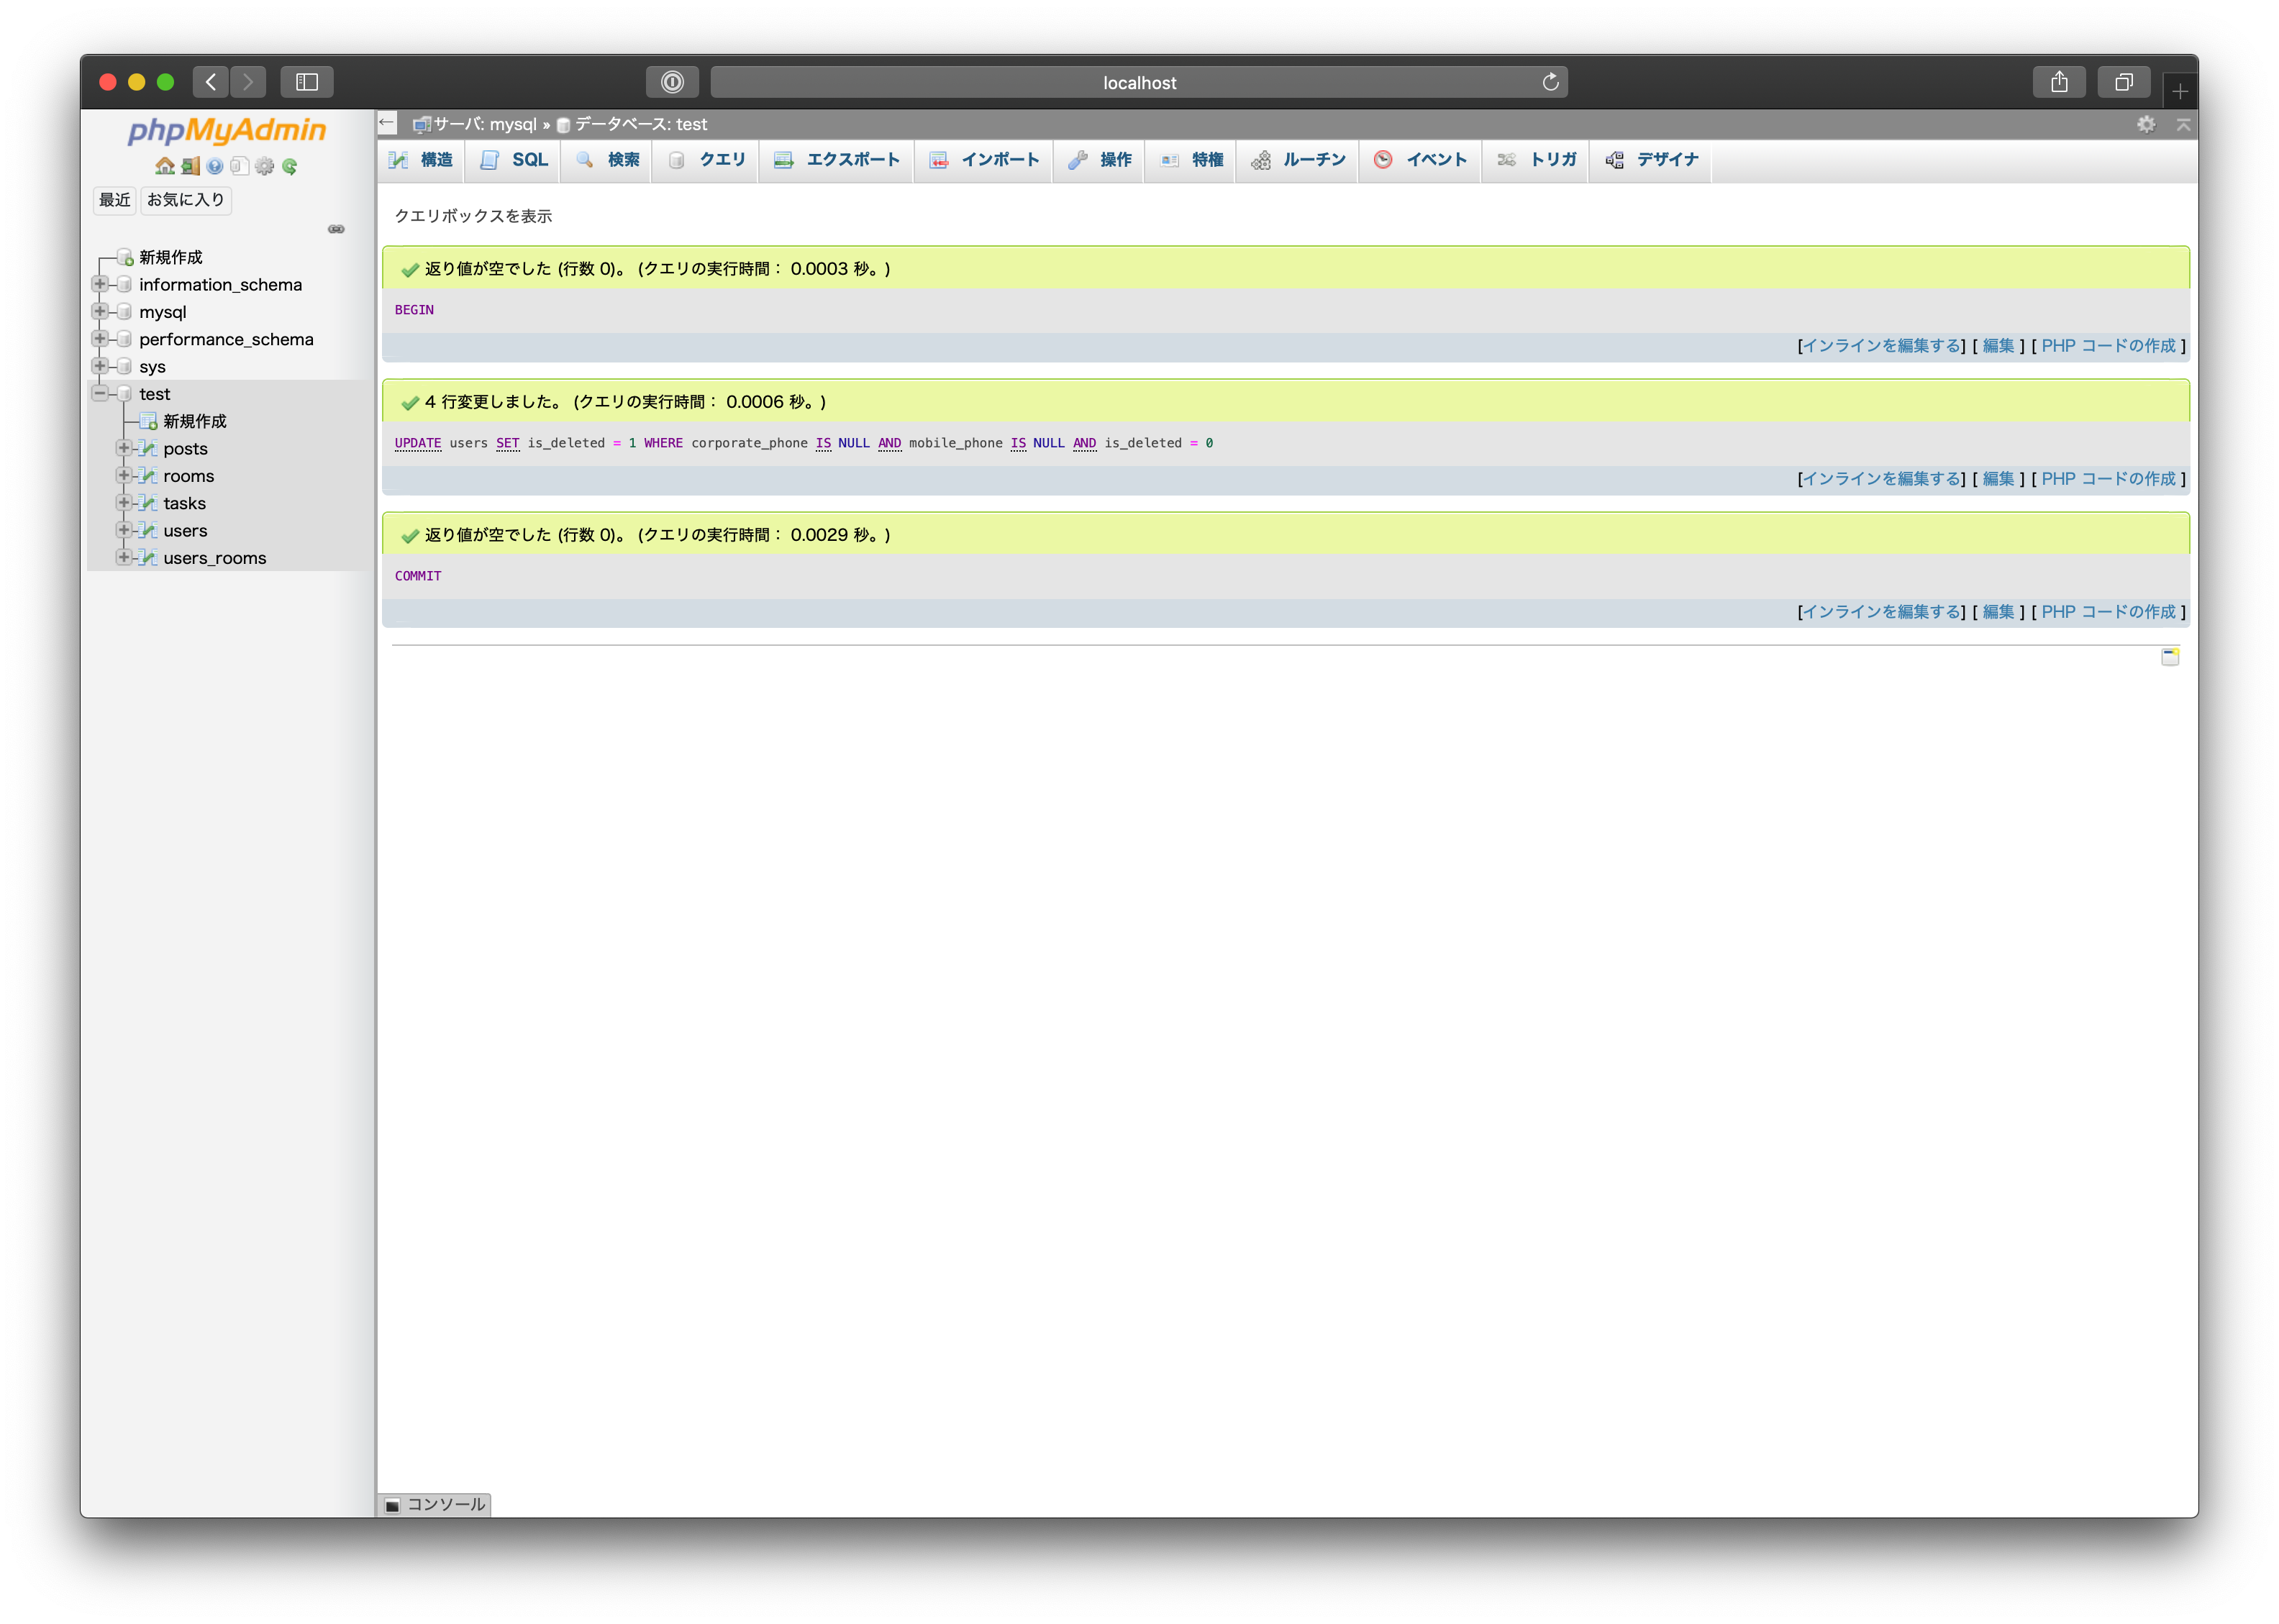 localhost
phpMyAdmin
最近 お気に入り
新規作成
information_schema
mysql
performance_schema
sys
test
新規作成
posts
rooms
tasks
users
users_rooms
サーバ: mysql » データベース: test
構造 SQL 検索 クエリ エクスポート インポート 操作 特権 ルーチン イベント トリガ デザイナ
クエリボックスを表示
返り値が空でした (行数 0)。 (クエリの実行時間： 0.0003 秒。)
BEGIN
[インラインを編集する] [ 編集 ] [ PHP コードの作成 ]
4 行変更しました。 (クエリの実行時間： 0.0006 秒。)
UPDATE users SET is_deleted = 1 WHERE corporate_phone IS NULL AND mobile_phone IS NULL AND is_deleted = 0
[インラインを編集する] [ 編集 ] [ PHP コードの作成 ]
返り値が空でした (行数 0)。 (クエリの実行時間： 0.0029 秒。)
COMMIT
[インラインを編集する] [ 編集 ] [ PHP コードの作成 ]
コンソール